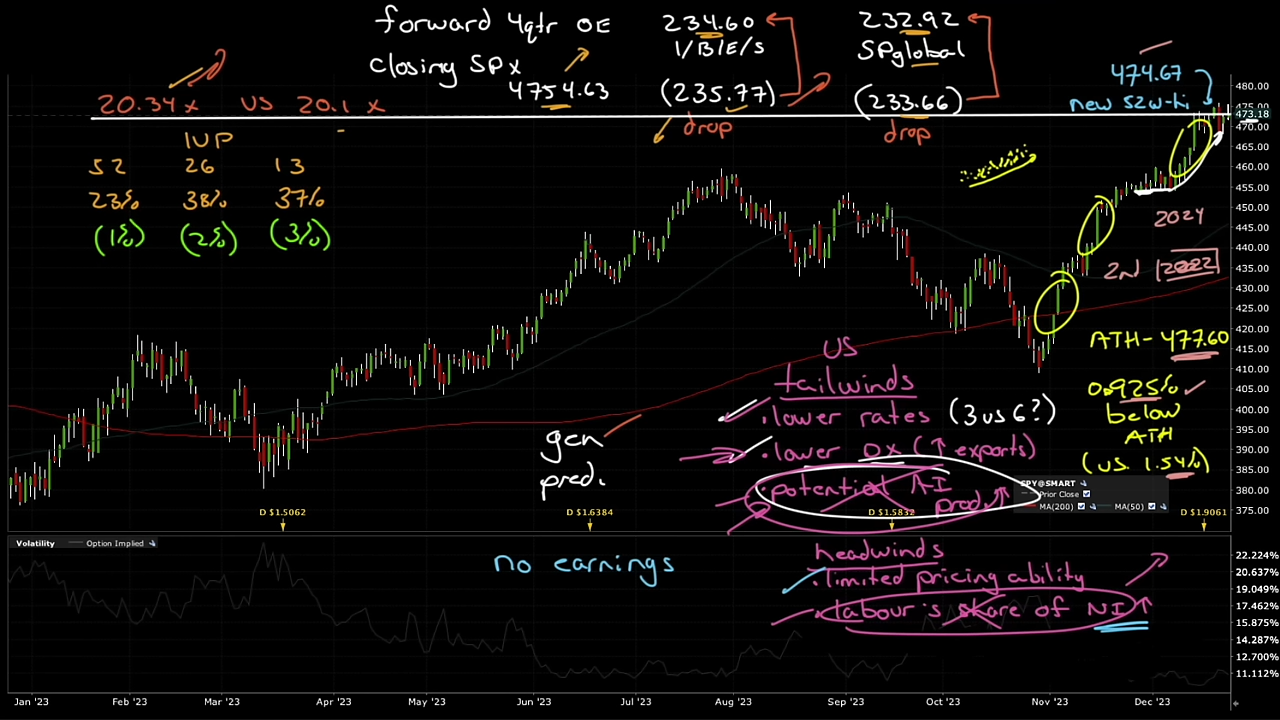 forward 4qtr OE
closing SPX
4754.63
234.60
I/B/E/S
(235.77)
drop
232.92
SPglobal
(233.66)
drop
474.67
new 52w-hi
20.34x vs 20.1x
1UP
52 26 13
23% 38% 37%
(1%) (2%) (3%)
480.00
475.00
473.18
470.00
465.00
460.00
455.00
450.00
445.00
440.00
435.00
430.00
425.00
420.00
415.00
410.00
405.00
400.00
395.00
390.00
385.00
380.00
375.00
2024
2nd 2022
ATH-477.60
0.925%
below
ATH
(vs. 1.54%)
US
tailwinds
.lower rates (3 vs 6?)
.lower DX (↑ exports)
.potential ↑AI
prod.↑
gen
prod.
SPY@SMART
Prior Close
MA(200) MA(50)
D $1.5062
D $1.6384
D $1.5832
D $1.9061
Volatility Option Implied
no earnings
headwinds
.limited pricing ability
.labour's share of NI↑
22.224%
20.637%
19.049%
17.462%
15.875%
14.287%
12.700%
11.112%
Jan '23 Feb '23 Mar '23 Apr '23 May '23 Jun '23 Jul '23 Aug '23 Sep '23 Oct '23 Nov '23 Dec '23